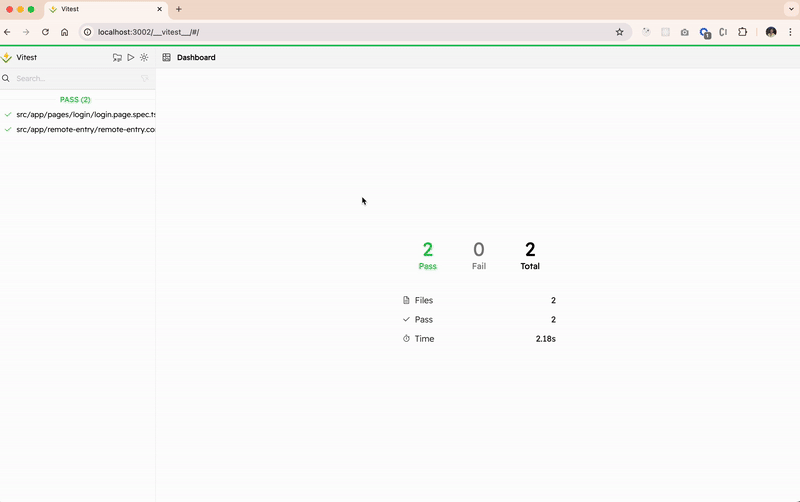 Vitest
localhost:3002/__vitest__/#/
Vitest
Dashboard
Search...
PASS (2)
src/app/pages/login/login.page.spec.ts
src/app/remote-entry/remote-entry.co
2
0
2
Pass
Fail
Total
Files
2
Pass
2
Time
2.18s